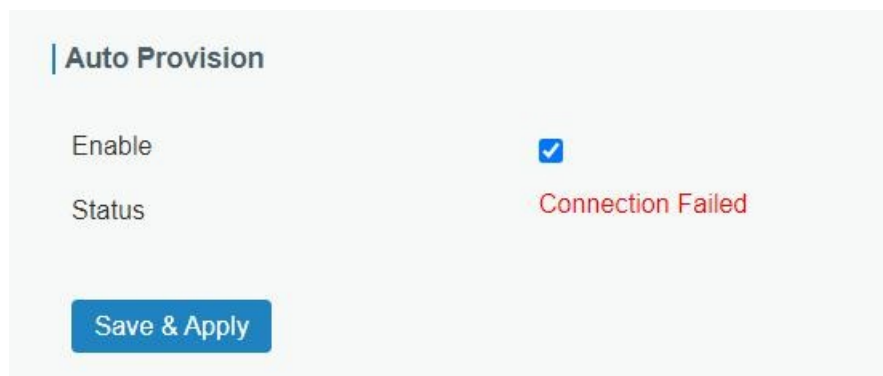 Auto Provision
Enable
Status Connection Failed
Save & Apply